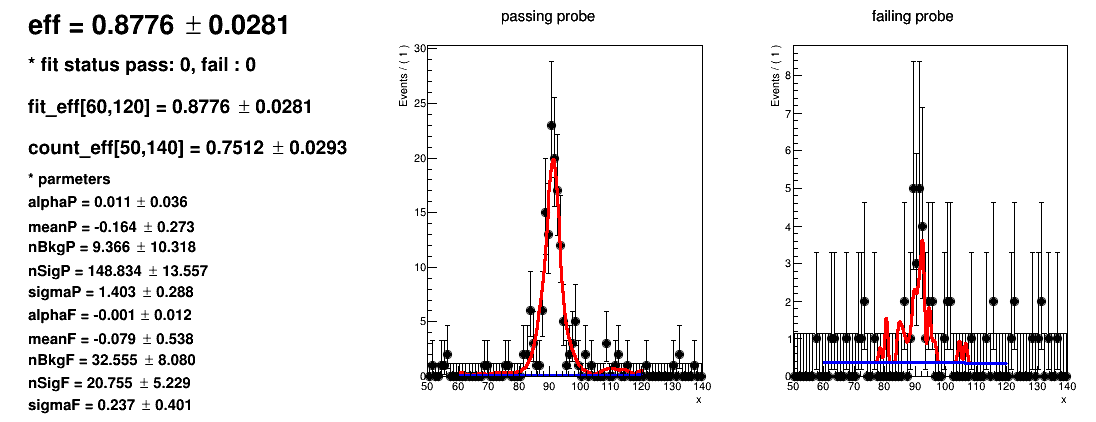 eff = 0.8776 ± 0.0281
* fit status pass: 0, fail : 0
fit_eff[60,120] = 0.8776 ± 0.0281
count_eff[50,140] = 0.7512 ± 0.0293
* parmeters
alphaP = 0.011 ± 0.036
meanP = -0.164 ± 0.273
nBkgP = 9.366 ± 10.318
nSigP = 148.834 ± 13.557
sigmaP = 1.403 ± 0.288
alphaF = -0.001 ± 0.012
meanF = -0.079 ± 0.538
nBkgF = 32.555 ± 8.080
nSigF = 20.755 ± 5.229
sigmaF = 0.237 ± 0.401
passing probe
Events / ( 1 )
30
25
20
15
10
5
0
50 60 70 80 90 100 110 120 130 140
x
failing probe
Events / ( 1 )
8
7
6
5
4
3
2
1
0
50 60 70 80 90 100 110 120 130 140
x